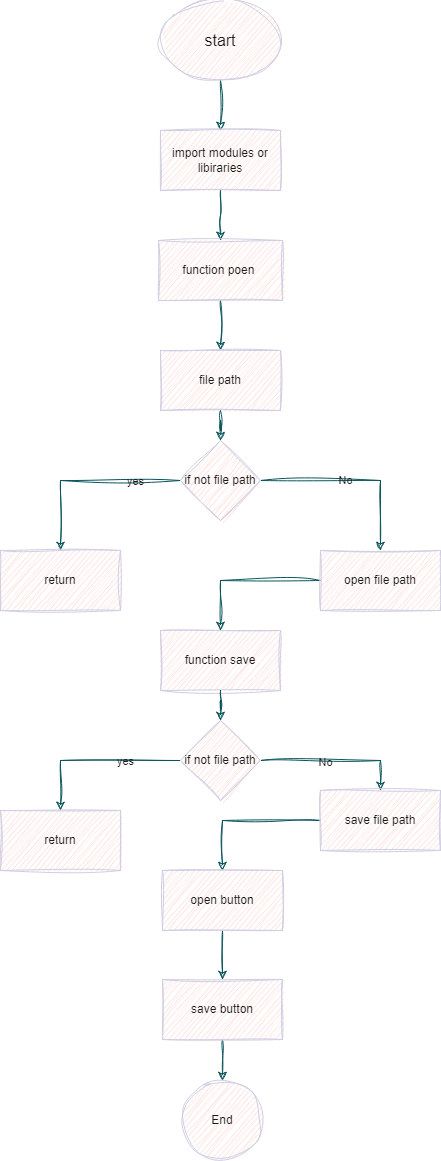 start
import modules or
libiraries
function poen
file path
if not file path
yes
No
return
open file path
function save
if not file path
yes
No
return
save file path
open button
save button
End